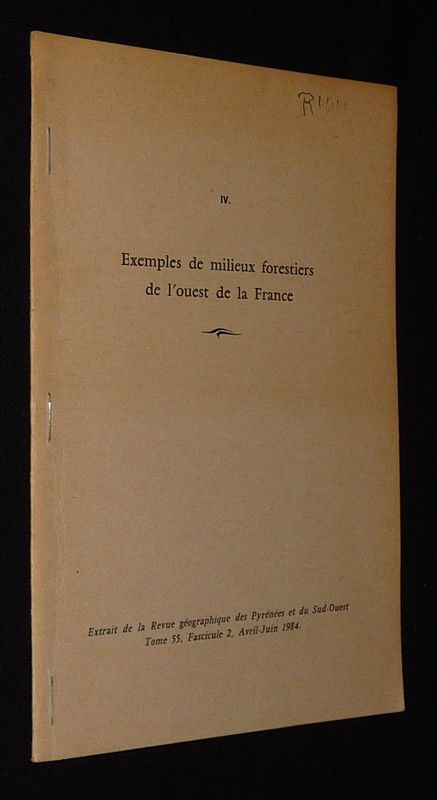 RIOU
IV.
Exemples de milieux forestiers
de l'ouest de la France
Extrait de la Revue géographique des Pyrénées et du Sud-Ouest
Tome 55, Fascicule 2, Avril-Juin 1984.